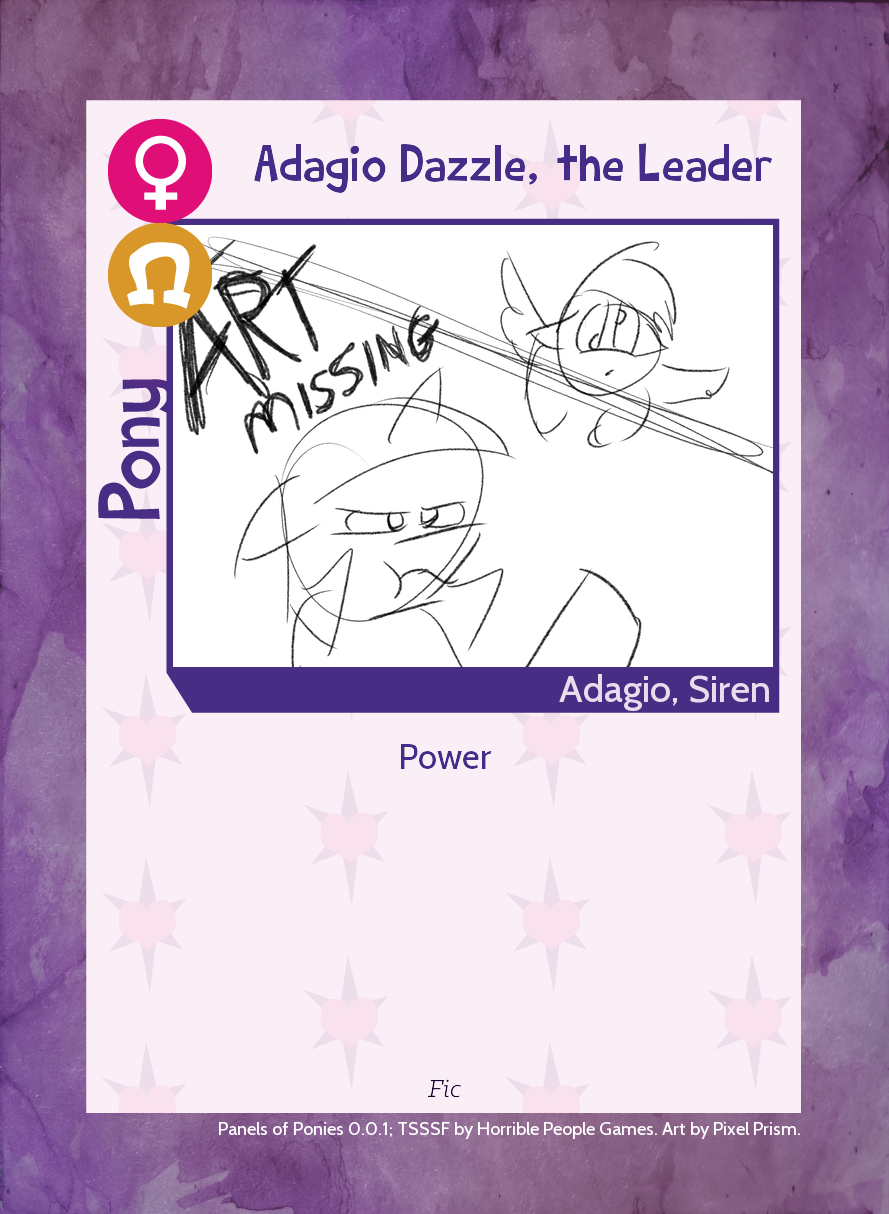 Adagio Dazzle, the Leader
ART
MISSING
Pony
Adagio, Siren
Power
Fic
Panels of Ponies 0.0.1; TSSSF by Horrible People Games. Art by Pixel Prism.